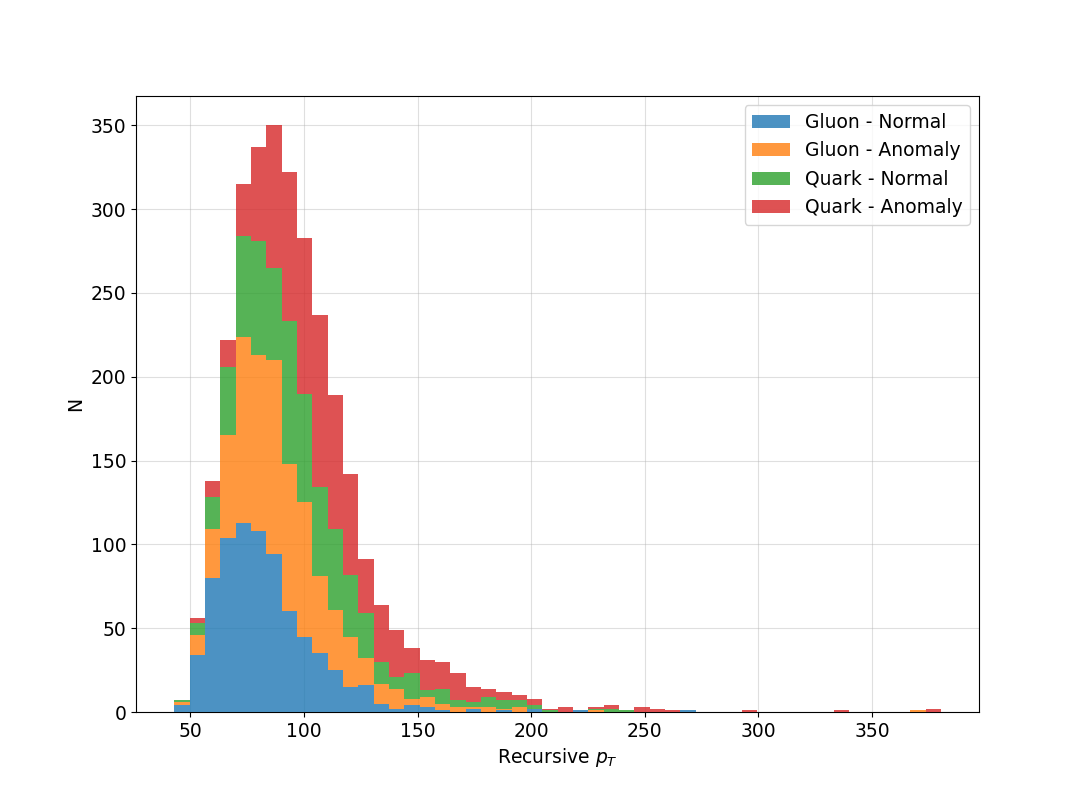 350
300
250
200
150
100
50
0
N
50 100 150 200 250 300 350
Recursive $p_T$
Gluon - Normal
Gluon - Anomaly
Quark - Normal
Quark - Anomaly